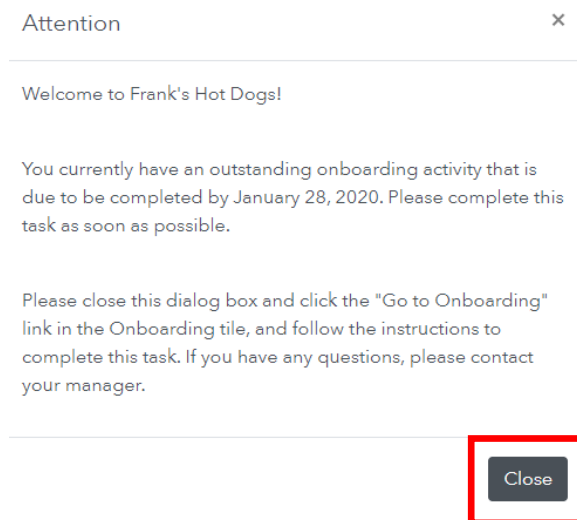 Attention ×
Welcome to Frank's Hot Dogs!
You currently have an outstanding onboarding activity that is
due to be completed by January 28, 2020. Please complete this
task as soon as possible.
Please close this dialog box and click the "Go to Onboarding"
link in the Onboarding tile, and follow the instructions to
complete this task. If you have any questions, please contact
your manager.
Close